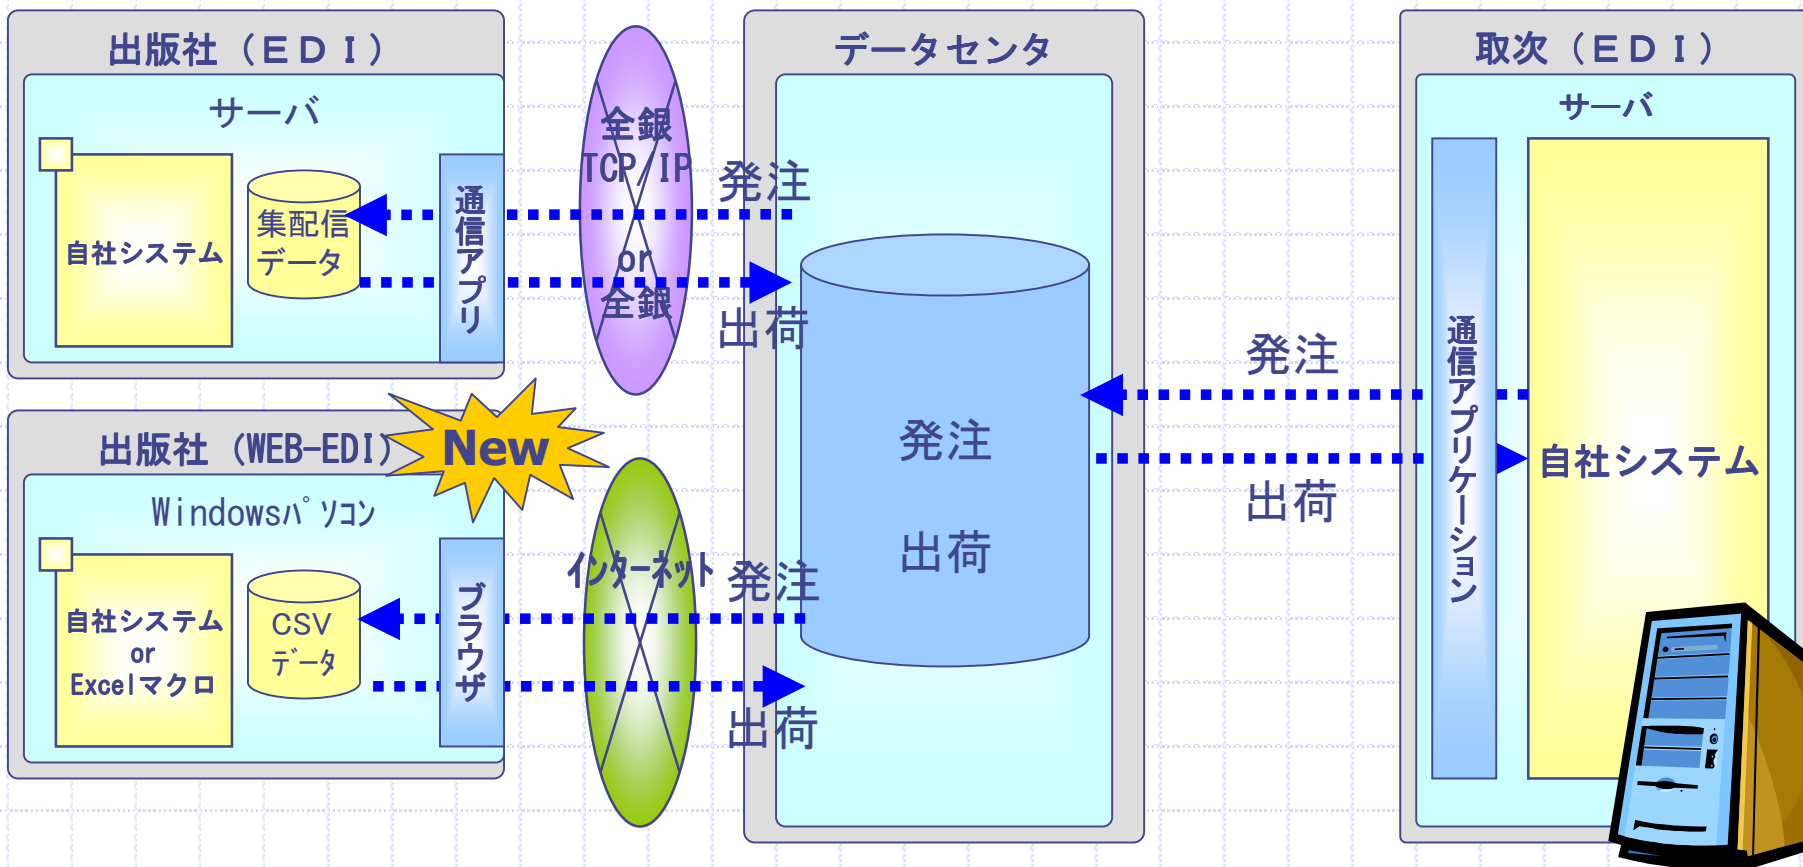 出版社（ＥＤＩ）
サーバ
自社システム
集配信
データ
通信アプリ
全銀
TCP/IP
or
全銀
発注
出荷
出版社（WEB-EDI）
New
Windowsﾊﾟｿｺﾝ
自社システム
or
Excelマクロ
CSV
ﾃﾞｰﾀ
ブラウザ
ｲﾝﾀｰﾈｯﾄ
発注
出荷
データセンタ
発注
出荷
発注
出荷
取次（ＥＤＩ）
サーバ
通信アプリケーション
自社システム